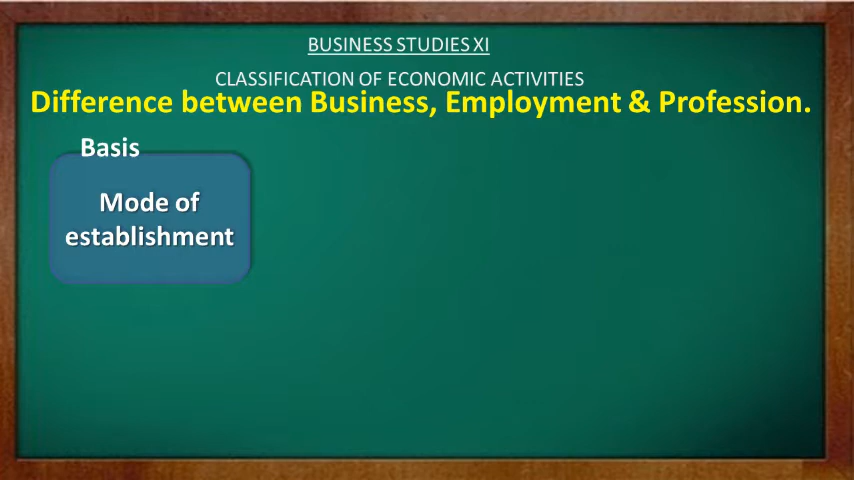 BUSINESS STUDIES XI
CLASSIFICATION OF ECONOMIC ACTIVITIES
Difference between Business, Employment & Profession.
Basis
Mode of
establishment